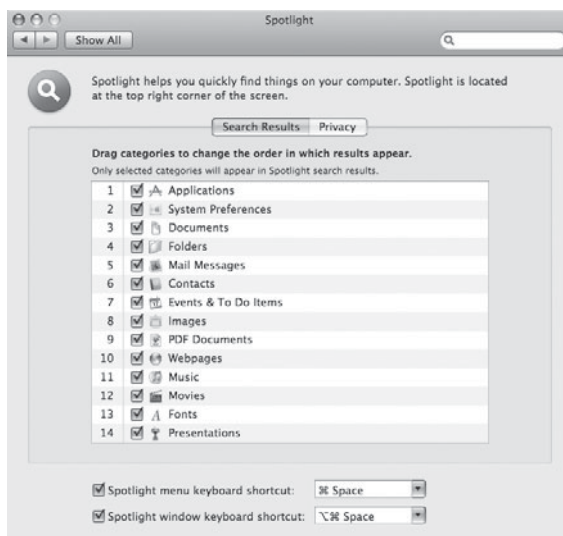 Spotlight
Show All
Spotlight helps you quickly find things on your computer. Spotlight is located
at the top right corner of the screen.
Search Results Privacy
Drag categories to change the order in which results appear.
Only selected categories will appear in Spotlight search results.
1 Applications
2 System Preferences
3 Documents
4 Folders
5 Mail Messages
6 Contacts
7 Events & To Do Items
8 Images
9 PDF Documents
10 Webpages
11 Music
12 Movies
13 Fonts
14 Presentations
Spotlight menu keyboard shortcut: ⌘ Space
Spotlight window keyboard shortcut: ⌥⌘ Space